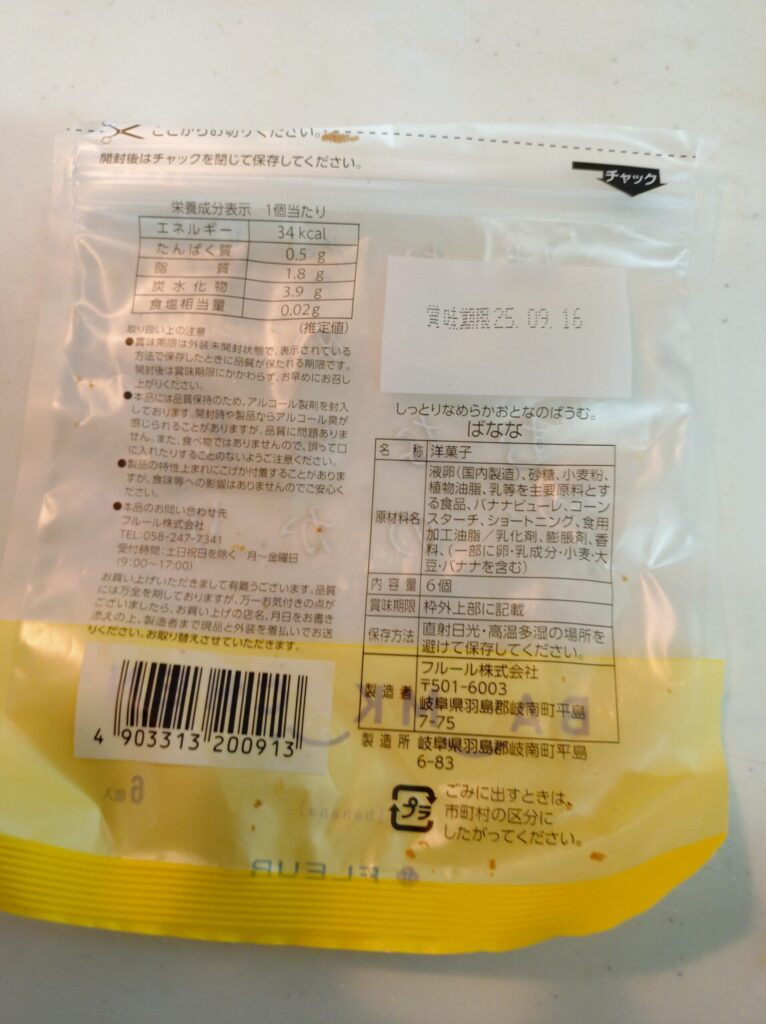 ここからお切りください。
開封後はチャックを閉じて保存してください。
チャック
栄養成分表示 1個当たり
エネルギー 34 kcal
たんぱく質 0.5 g
脂質 1.8 g
炭水化物 3.9 g
食塩相当量 0.02g
(推定値)
取り扱い上の注意
●賞味期限は外装未開封状態で、表示されている
方法で保存したときに品質が保たれる期限です。
開封後は賞味期限にかかわらず、お早めにお召し
上がりください。
●本品には品質保持のため、アルコール製剤を封入
しております。開封時や製品からアルコール臭が
感じられることがありますが、品質に問題ありま
せん。また、食べ物ではありませんので、誤って口
に入れたりすることのないようご注意ください。
●製品の特性上まれにこげが付着することがありま
すが、食味等への影響はありませんのでご安心く
ださい。
●本品のお問い合わせ先
フルール株式会社
TEL:058-247-7341
受付時間:土日祝日を除く 月~金曜日
(9:00~17:00)
お買い上げいただきまして有難うございます。品質
には万全を期しておりますが、万一お気付きの点が
ございましたら、お買い上げの店名、月日をお書き
添えの上、製造者まで現品と外装を着払いでお送
りください。お取り替えさせていただきます。
4 903313 200913
賞味期限25.09.16
しっとりなめらかおとなのばうむ。
ばなな
名称 洋菓子
原材料名 液卵(国内製造)、砂糖、小麦粉、
植物油脂、乳等を主要原料とす
る食品、バナナピューレ、コーン
スターチ、ショートニング、食用
加工油脂/乳化剤、膨脹剤、香
料、(一部に卵・乳成分・小麦・大
豆・バナナを含む)
内容量 6個
賞味期限 枠外上部に記載
保存方法 直射日光・高温多湿の場所を
避けて保存してください。
製造者 フルール株式会社
〒501-6003
岐阜県羽島郡岐南町平島
7-75
製造所 岐阜県羽島郡岐南町平島
6-83
プラ
ごみに出すときは、
市町村の区分に
したがってください。
6個入
[banana]
FLEUR